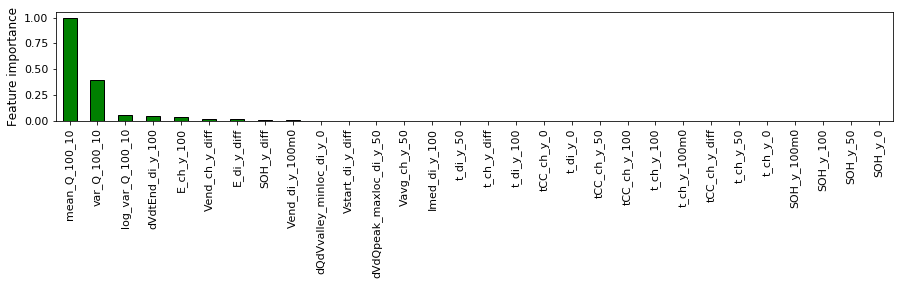 Feature importance
1.00
0.75
0.50
0.25
0.00
mean_Q_100_10
var_Q_100_10
log_var_Q_100_10
dVdtEnd_di_y_100
E_ch_y_100
Vend_ch_y_diff
E_di_y_diff
SOH_y_diff
Vend_di_y_100m0
dQdVvalley_minloc_di_y_0
Vstart_di_y_diff
dVdQpeak_maxloc_di_y_50
Vavg_ch_y_50
Imed_di_y_100
t_di_y_50
t_ch_y_diff
t_di_y_100
tCC_ch_y_0
t_di_y_0
tCC_ch_y_50
tCC_ch_y_100
t_ch_y_100
t_ch_y_100m0
tCC_ch_y_diff
t_ch_y_50
t_ch_y_0
SOH_y_100m0
SOH_y_100
SOH_y_50
SOH_y_0